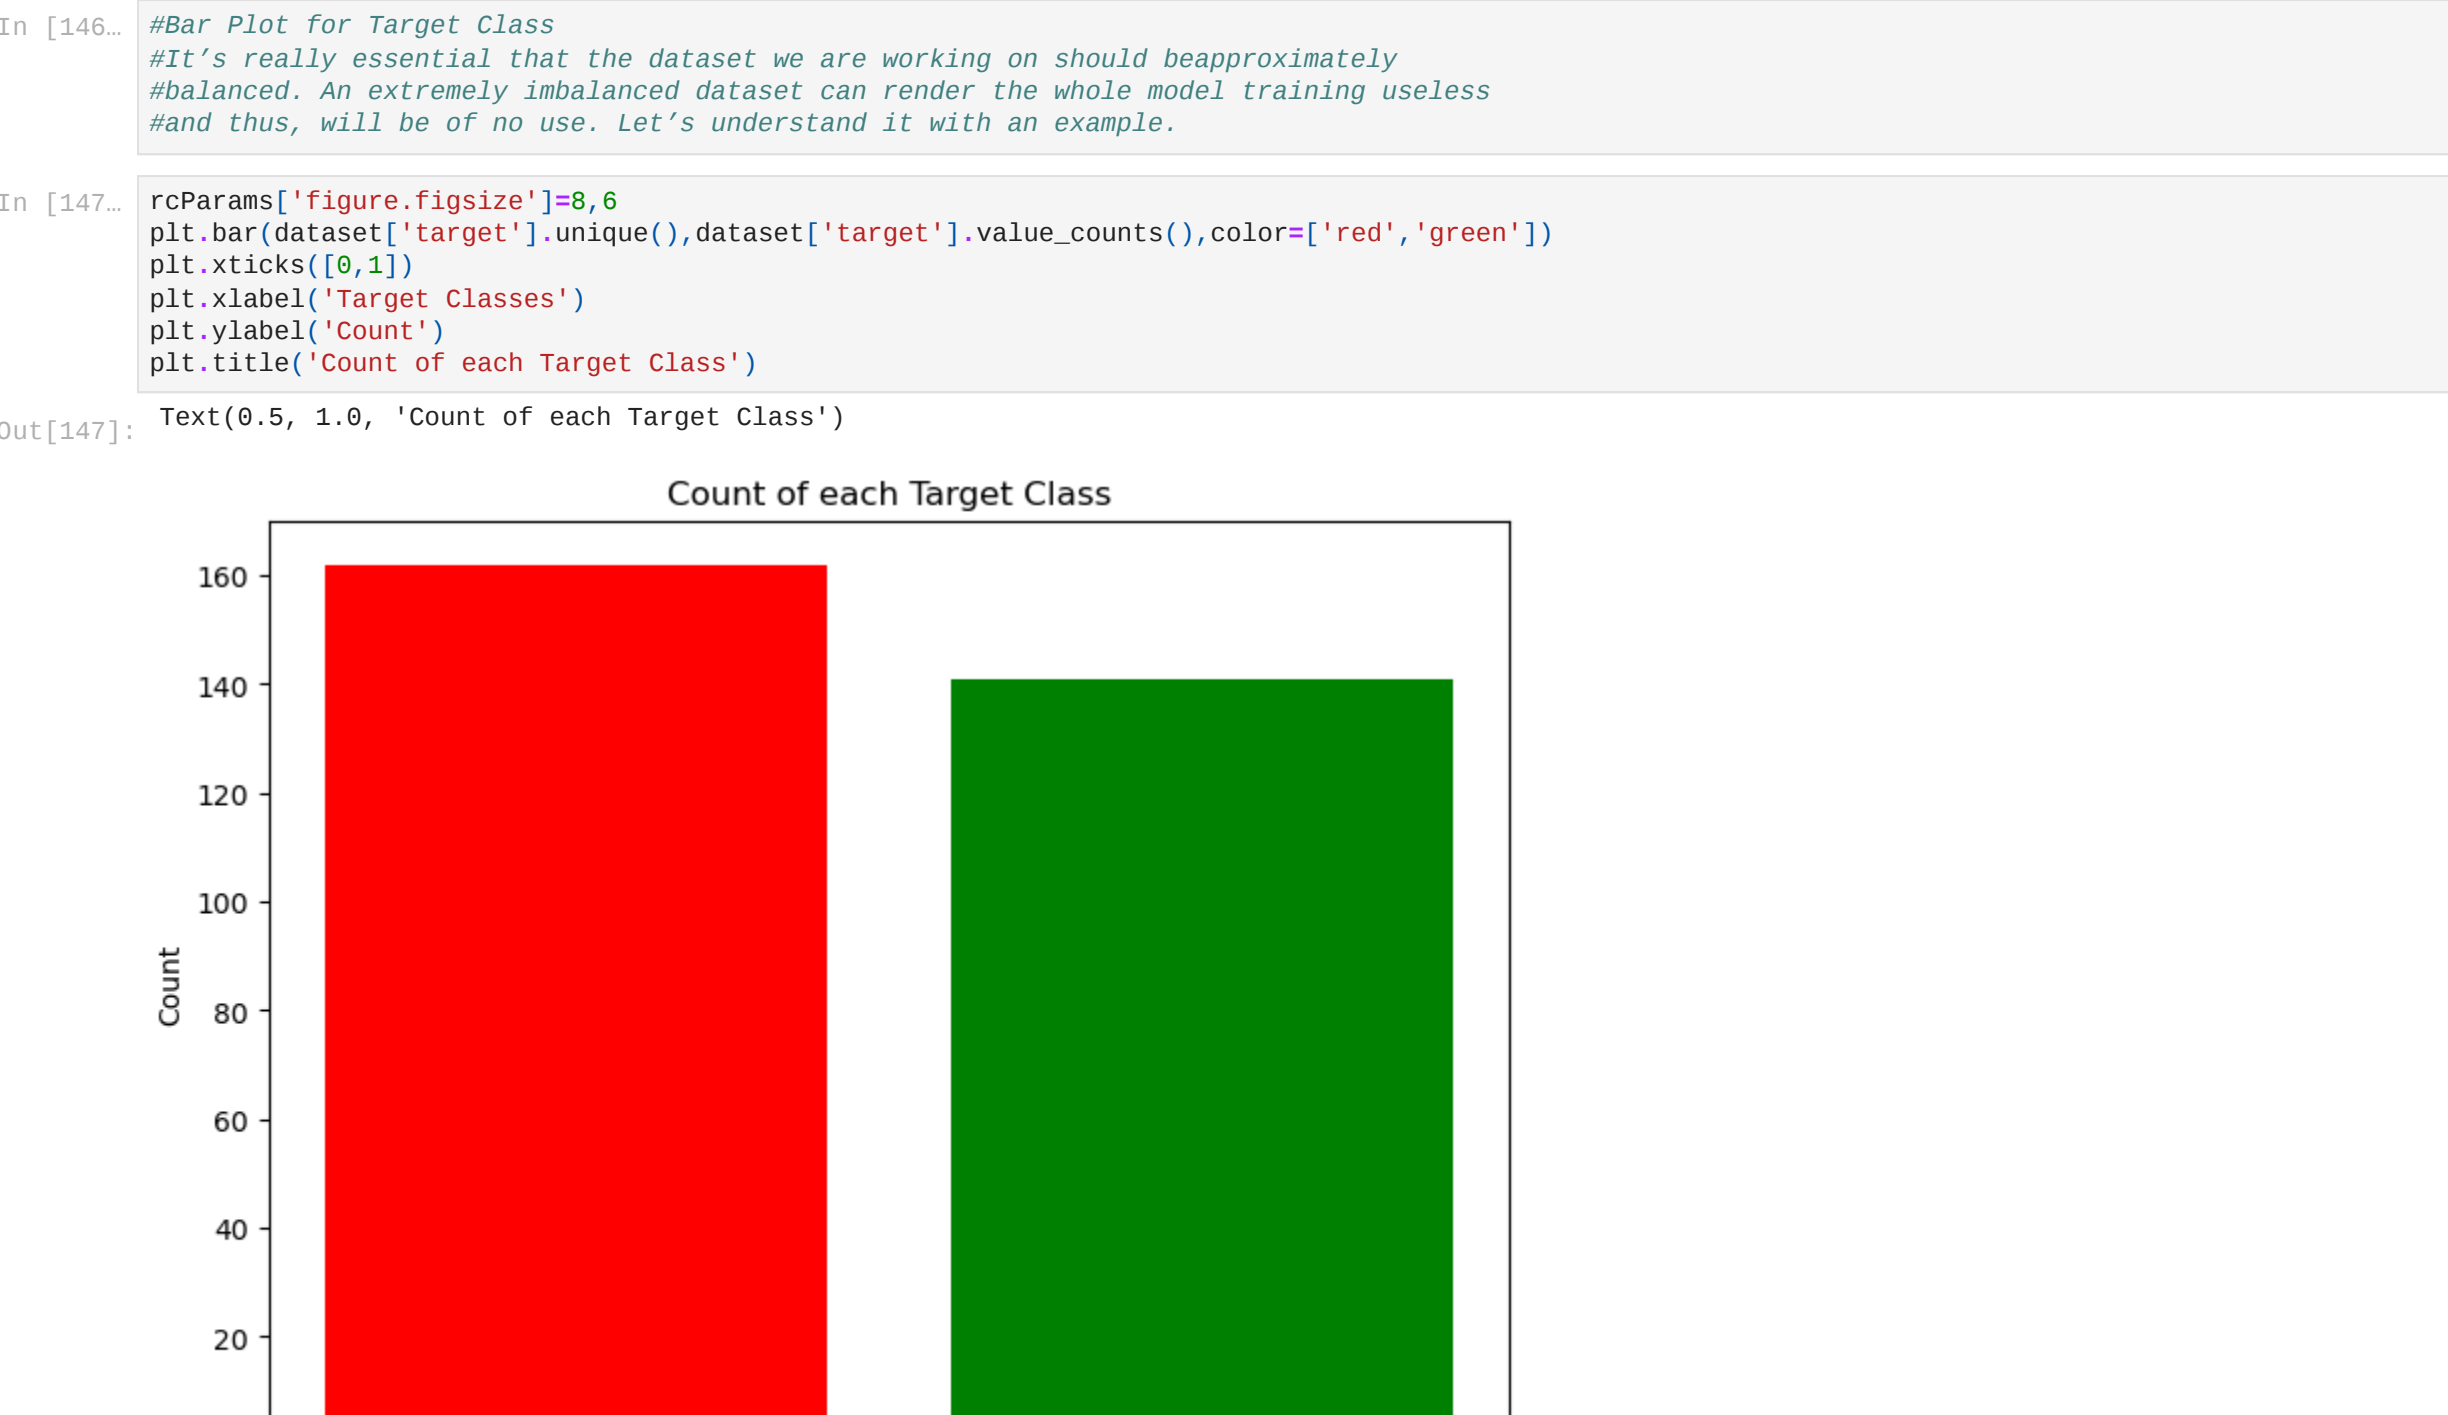 In [146…
#Bar Plot for Target Class
#It’s really essential that the dataset we are working on should beapproximately
#balanced. An extremely imbalanced dataset can render the whole model training useless
#and thus, will be of no use. Let’s understand it with an example.
In [147…
rcParams['figure.figsize']=8,6
plt.bar(dataset['target'].unique(),dataset['target'].value_counts(),color=['red','green'])
plt.xticks([0,1])
plt.xlabel('Target Classes')
plt.ylabel('Count')
plt.title('Count of each Target Class')
Out[147]:
Text(0.5, 1.0, 'Count of each Target Class')
Count of each Target Class
160
140
120
100
Count
80
60
40
20